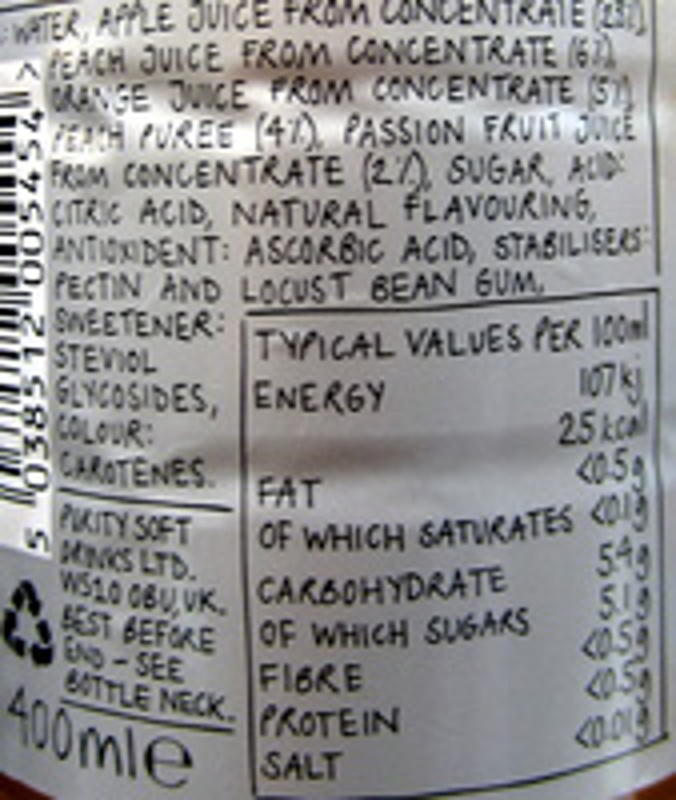 : WATER, APPLE JUICE FROM CONCENTRATE
PEACH JUICE FROM CONCENTRATE (6%),
ORANGE JUICE FROM CONCENTRATE (5%),
PEACH PUREE (4%), PASSION FRUIT JUICE
FROM CONCENTRATE (2%), SUGAR, ACID:
CITRIC ACID, NATURAL FLAVOURING,
ANTIOXIDENT: ASCORBIC ACID, STABILISERS:
PECTIN AND LOCUST BEAN GUM,
SWEETENER:
STEVIOL
GLYCOSIDES,
COLOUR:
CAROTENES.
PURITY SOFT
DRINKS LTD.
WS10 0BU, UK.
BEST BEFORE
END - SEE
BOTTLE NECK.
400ml e
TYPICAL VALUES PER 100ml
ENERGY 107kj
25 kcal
FAT <0.5g
OF WHICH SATURATES <0.1g
CARBOHYDRATE 5.4g
OF WHICH SUGARS 5.1g
FIBRE <0.5g
PROTEIN <0.5g
SALT <0.01g
5 038512 005454 >